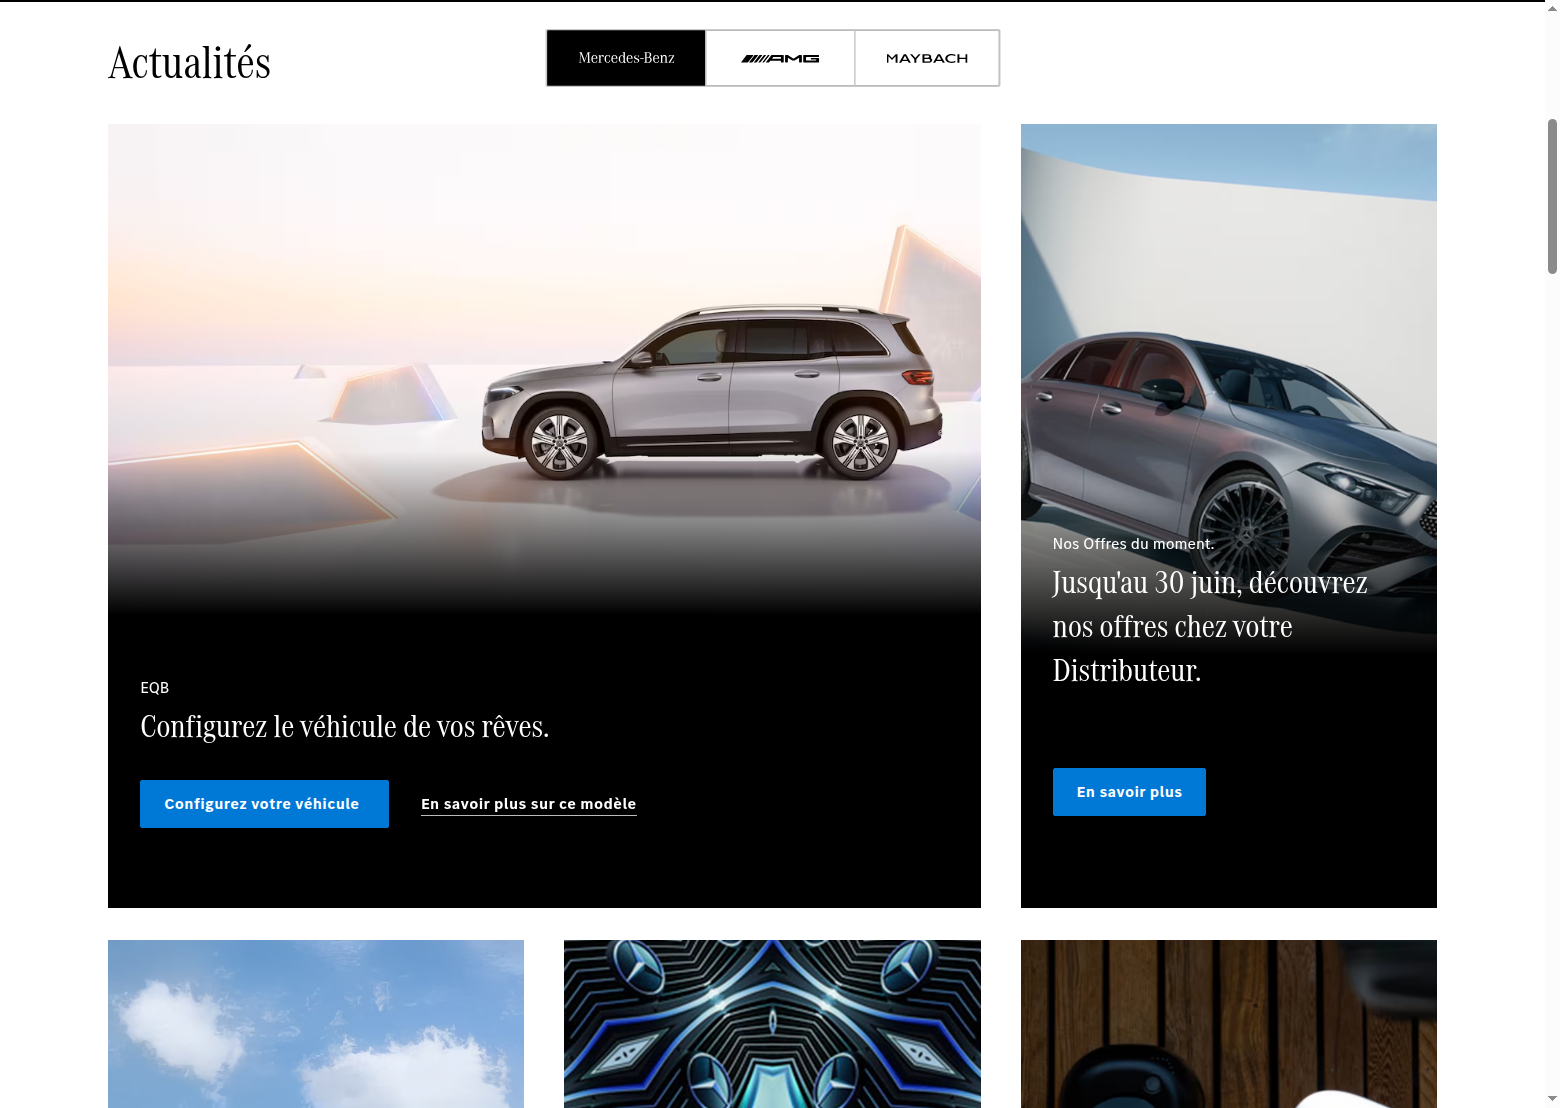 Actualités
Mercedes-Benz
AMG
MAYBACH
EQB
Configurez le véhicule de vos rêves.
Configurez votre véhicule
En savoir plus sur ce modèle
Nos Offres du moment.
Jusqu'au 30 juin, découvrez
nos offres chez votre
Distributeur.
En savoir plus